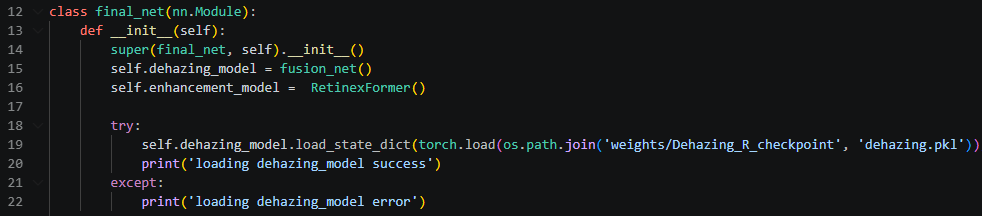 12 class final_net(nn.Module):
13     def __init__(self):
14         super(final_net, self).__init__()
15         self.dehazing_model = fusion_net()
16         self.enhancement_model =  RetinexFormer()
17
18         try:
19             self.dehazing_model.load_state_dict(torch.load(os.path.join('weights/Dehazing_R_checkpoint', 'dehazing.pkl'))
20             print('loading dehazing_model success')
21         except:
22             print('loading dehazing_model error')